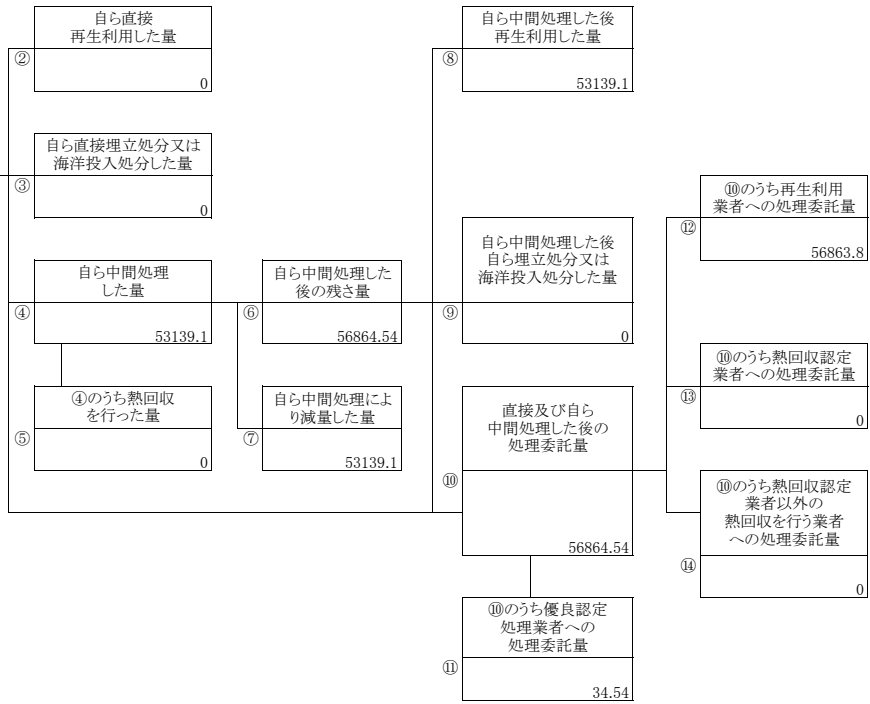 自ら直接
再生利用した量
②
0
自ら直接埋立処分又は
海洋投入処分した量
③
0
自ら中間処理
した量
④
53139.1
④のうち熱回収
を行った量
⑤
0
自ら中間処理した
後の残さ量
⑥
56864.54
自ら中間処理によ
り減量した量
⑦
53139.1
自ら中間処理した後
再生利用した量
⑧
53139.1
自ら中間処理した後
自ら埋立処分又は
海洋投入処分した量
⑨
0
直接及び自ら
中間処理した後の
処理委託量
⑩
56864.54
⑩のうち優良認定
処理業者への
処理委託量
⑪
34.54
⑩のうち再生利用
業者への処理委託量
⑫
56863.8
⑩のうち熱回収認定
業者への処理委託量
⑬
0
⑩のうち熱回収認定
業者以外の
熱回収を行う業者
への処理委託量
⑭
0